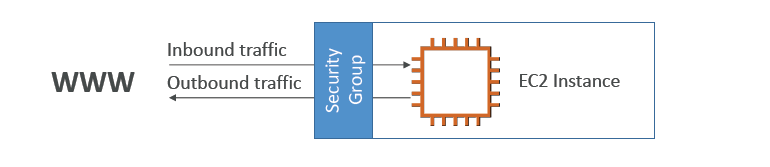 WWW
Inbound traffic
Outbound traffic
Security
Group
EC2 Instance